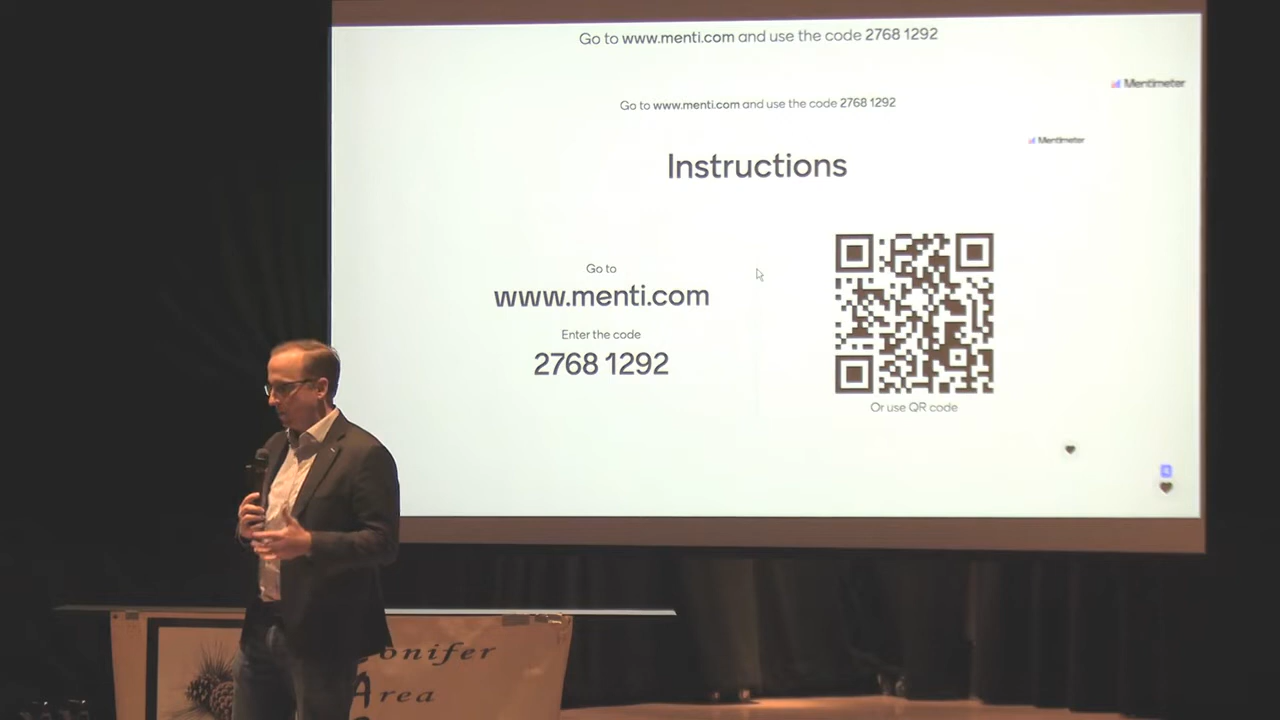 Go to www.menti.com and use the code 2768 1292
Mentimeter
Go to www.menti.com and use the code 2768 1292
Mentimeter
Instructions
Go to
www.menti.com
Enter the code
2768 1292
Or use QR code
onifer
Area